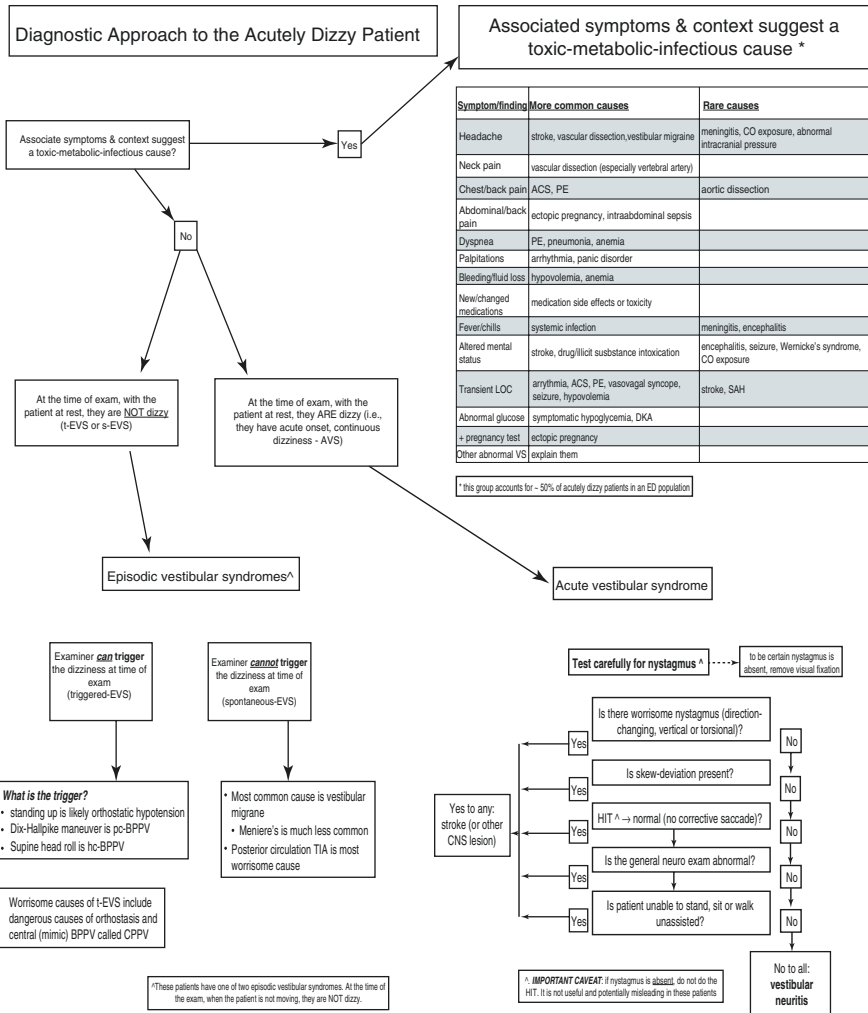 Diagnostic Approach to the Acutely Dizzy Patient
Associated symptoms & context suggest a
toxic-metabolic-infectious cause *
Associate symptoms & context suggest
a toxic-metabolic-infectious cause?
Yes
No
Symptom/finding More common causes Rare causes
Headache stroke, vascular dissection,vestibular migraine meningitis, CO exposure, abnormal
intracranial pressure
Neck pain vascular dissection (especially vertebral artery)
Chest/back pain ACS, PE aortic dissection
Abdominal/back
pain ectopic pregnancy, intraabdominal sepsis
Dyspnea PE, pneumonia, anemia
Palpitations arrhythmia, panic disorder
Bleeding/fluid loss hypovolemia, anemia
New/changed
medications medication side effects or toxicity
Fever/chills systemic infection meningitis, encephalitis
Altered mental
status stroke, drug/illicit susbstance intoxication encephalitis, seizure, Wernicke's syndrome,
CO exposure
Transient LOC arrythmia, ACS, PE, vasovagal syncope,
seizure, hypovolemia stroke, SAH
Abnormal glucose symptomatic hypoglycemia, DKA
+ pregnancy test ectopic pregnancy
Other abnormal VS explain them
* this group accounts for ~ 50% of acutely dizzy patients in an ED population
At the time of exam, with the
patient at rest, they are NOT dizzy
(t-EVS or s-EVS)
At the time of exam, with the
patient at rest, they ARE dizzy (i.e.,
they have acute onset, continuous
dizziness - AVS)
Episodic vestibular syndromes^
Acute vestibular syndrome
Examiner can trigger
the dizziness at time of
exam
(triggered-EVS)
Examiner cannot trigger
the dizziness at time of
exam
(spontaneous-EVS)
What is the trigger?
• standing up is likely orthostatic hypotension
• Dix-Hallpike maneuver is pc-BPPV
• Supine head roll is hc-BPPV
• Most common cause is vestibular
migrane
• Meniere's is much less common
• Posterior circulation TIA is most
worrisome cause
Worrisome causes of t-EVS include
dangerous causes of orthostasis and
central (mimic) BPPV called CPPV
^These patients have one of two episodic vestibular syndromes. At the time of
the exam, when the patient is not moving, they are NOT dizzy.
Test carefully for nystagmus ^
to be certain nystagmus is
absent, remove visual fixation
Is there worrisome nystagmus (direction-
changing, vertical or torsional)?
Yes
No
Is skew-deviation present?
Yes
No
HIT ^ → normal (no corrective saccade)?
Yes
No
Is the general neuro exam abnormal?
Yes
No
Is patient unable to stand, sit or walk
unassisted?
Yes
No
Yes to any:
stroke (or other
CNS lesion)
No to all:
vestibular
neuritis
^. IMPORTANT CAVEAT: if nystagmus is absent, do not do the
HIT. It is not useful and potentially misleading in these patients